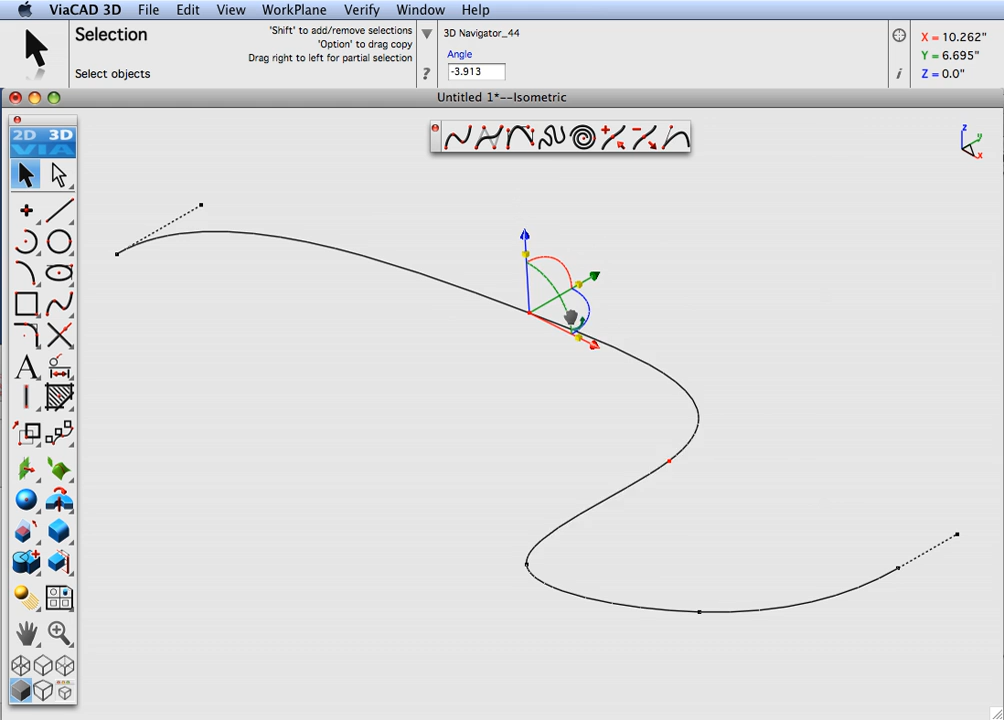 ViaCAD 3D File Edit View WorkPlane Verify Window Help
Selection
Select objects
'Shift' to add/remove selections
'Option' to drag copy
Drag right to left for partial selection
?
3D Navigator_44
Angle
-3.913
i
X = 10.262"
Y = 6.695"
Z = 0.0"
Untitled 1*--Isometric
2D 3D
VIA
A
z
y
x